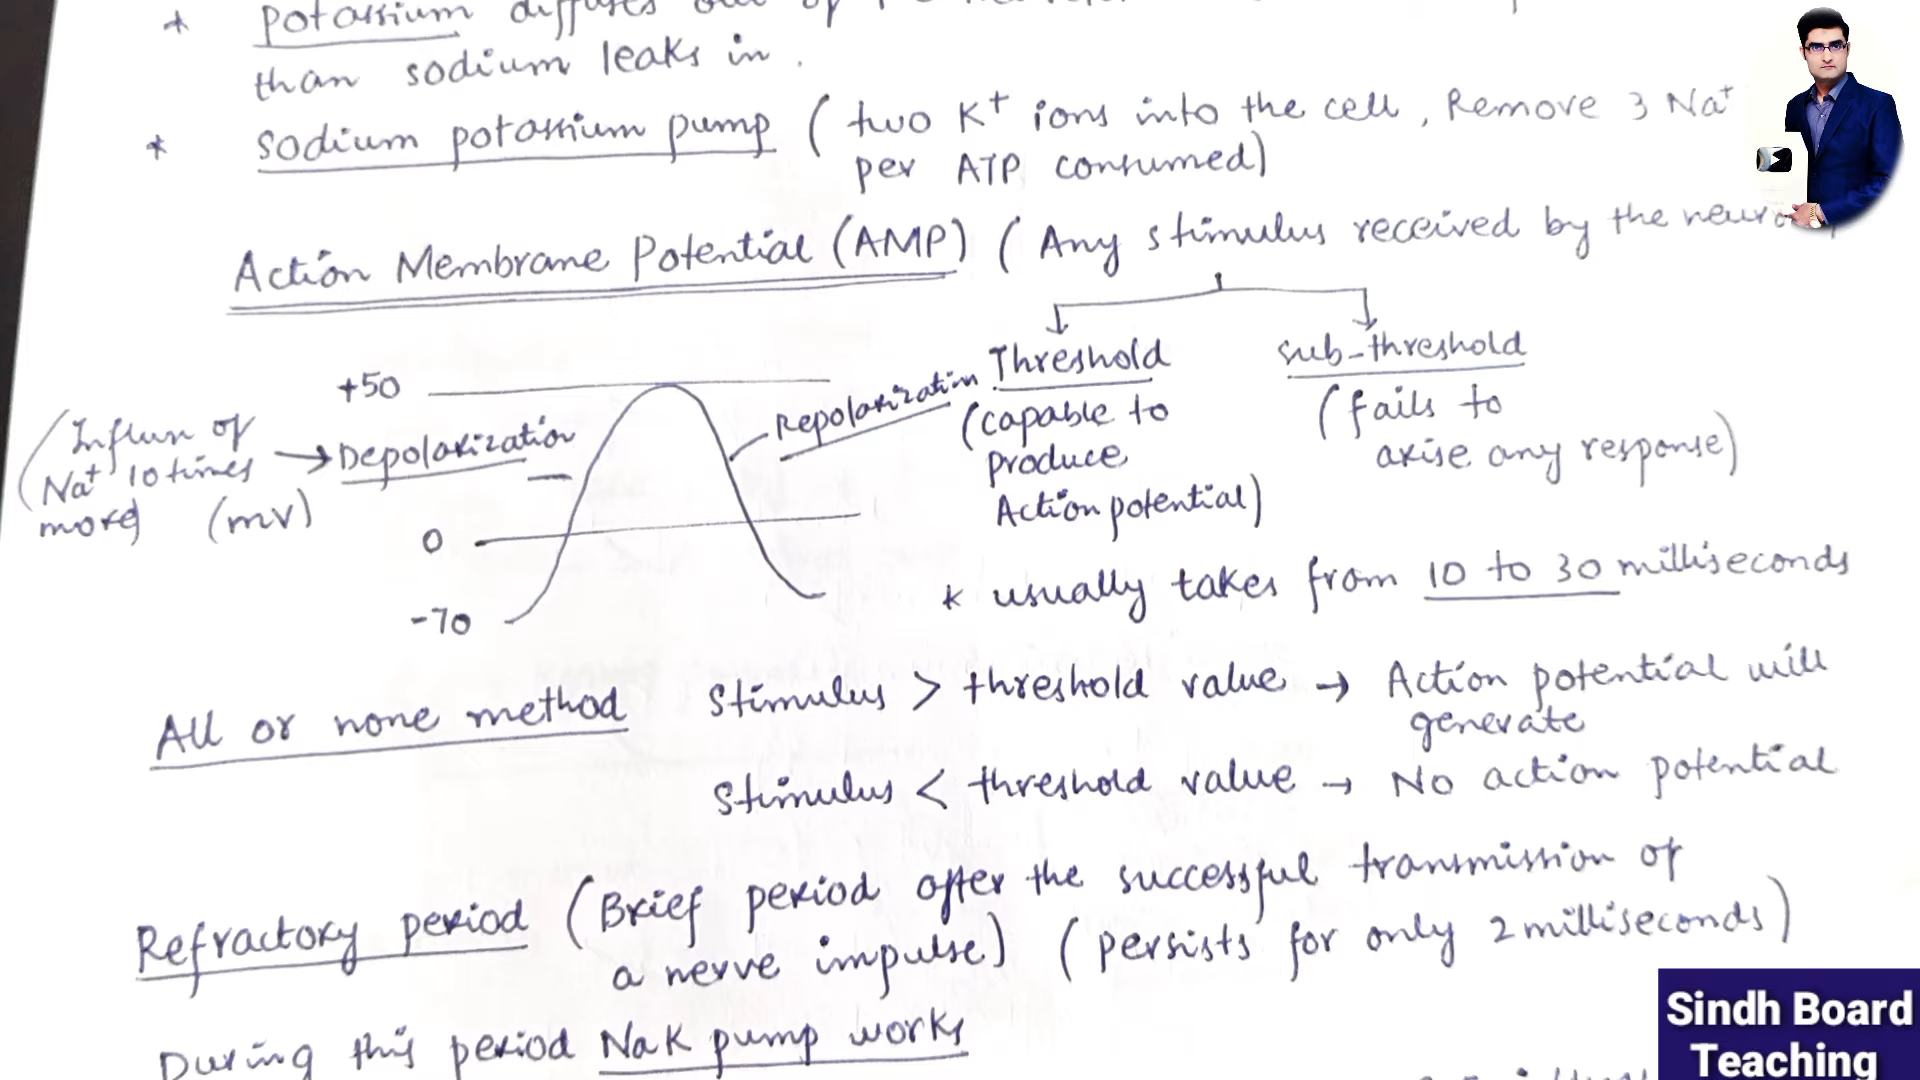 * potassium diffuses out of
than sodium leaks in.
* sodium potassium pump ( two K+ ions into the cell, Remove 3 Na+
per ATP consumed)
Action Membrane Potential (AMP) ( Any stimulus received by the neuro
Threshold
(capable to
produce
Action potential)
sub-threshold
(fails to
arise any response)
+50
Repolarization
(Influx of
Na+ 10 times
more)
→ Depolarization
(mv)
0
-70
* usually takes from 10 to 30 milliseconds
All or none method
Stimulus > threshold value → Action potential will
generate
Stimulus < threshold value → No action potential
Refractory period (Brief period after the successful transmission of
a nerve impulse) (persists for only 2 milliseconds)
During this period Na K pump works
Sindh Board
Teaching